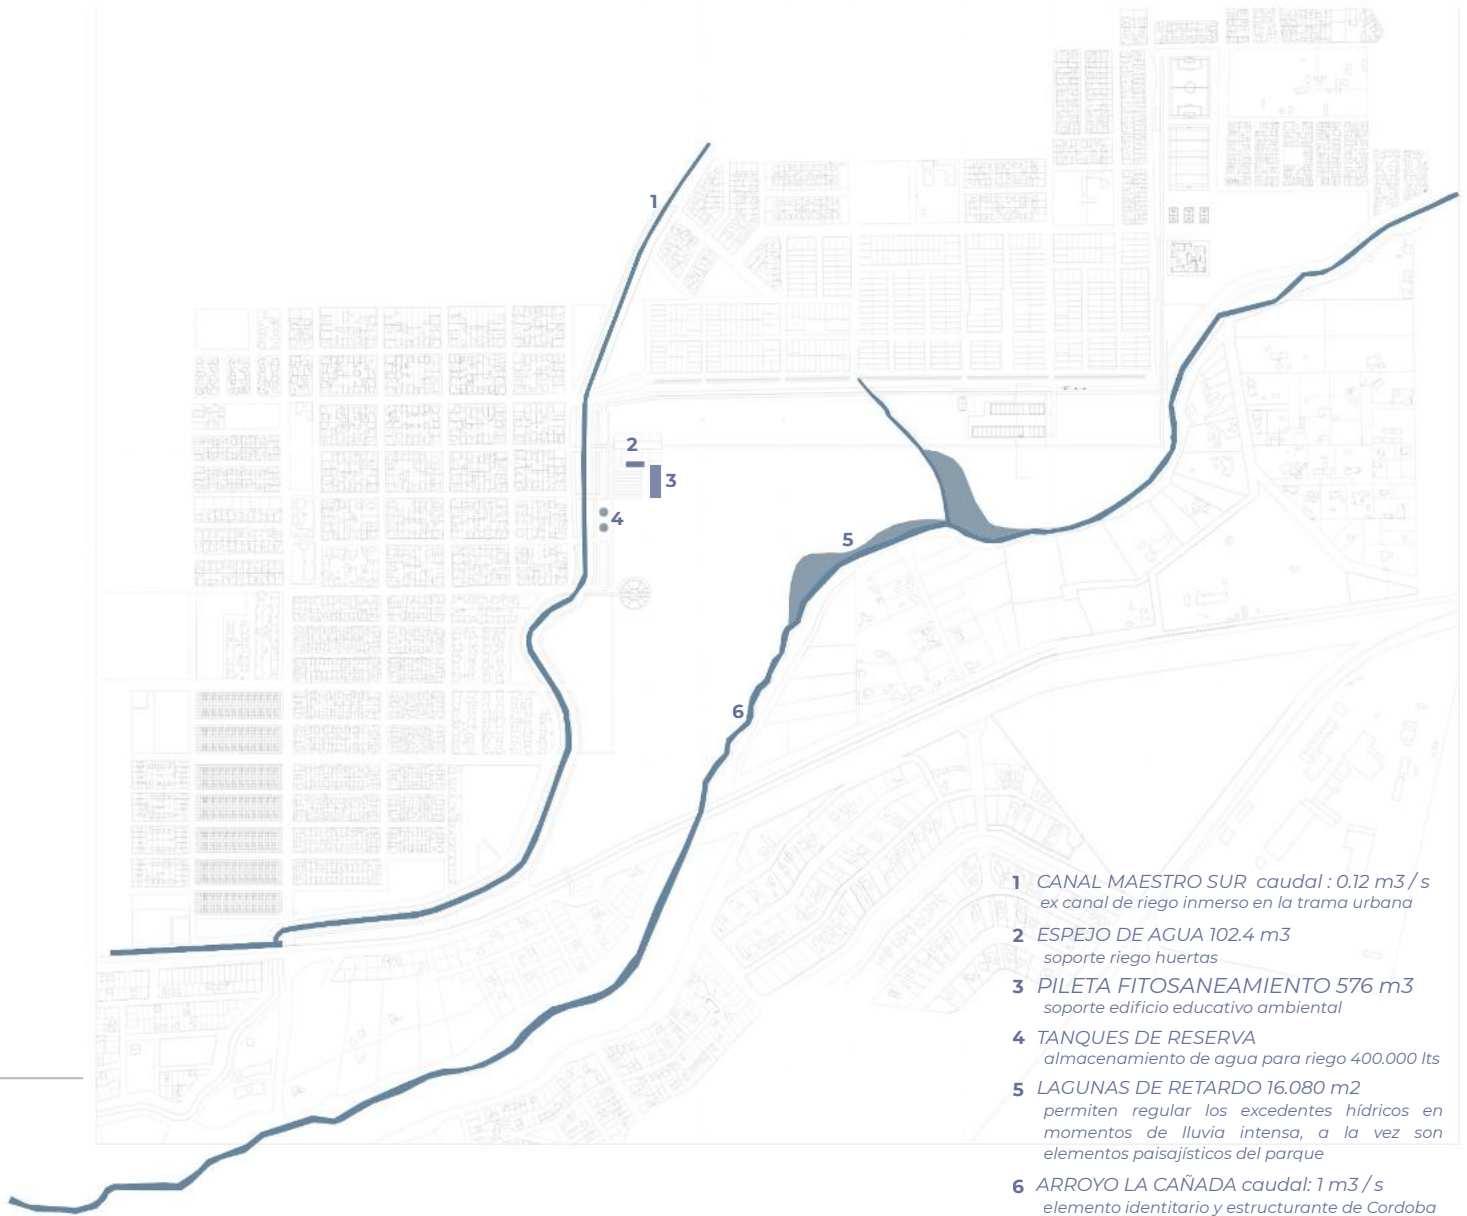 1
2
3
4
5
6
1 CANAL MAESTRO SUR caudal : 0.12 m3 / s
ex canal de riego inmerso en la trama urbana
2 ESPEJO DE AGUA 102.4 m3
soporte riego huertas
3 PILETA FITOSANEAMIENTO 576 m3
soporte edificio educativo ambiental
4 TANQUES DE RESERVA
almacenamiento de agua para riego 400.000 lts
5 LAGUNAS DE RETARDO 16.080 m2
permiten regular los excedentes hídricos en
momentos de lluvia intensa, a la vez son
elementos paisajísticos del parque
6 ARROYO LA CAÑADA caudal: 1 m3 / s
elemento identitario y estructurante de Cordoba